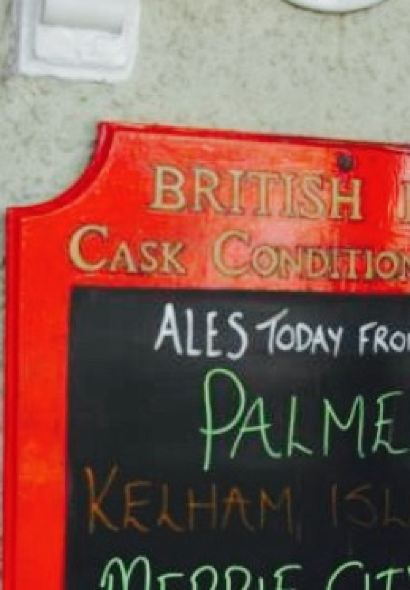 BRITISH
CASK CONDITION
ALES TODAY FRO
PALME
KELHAM ISL
MERRIE CIT